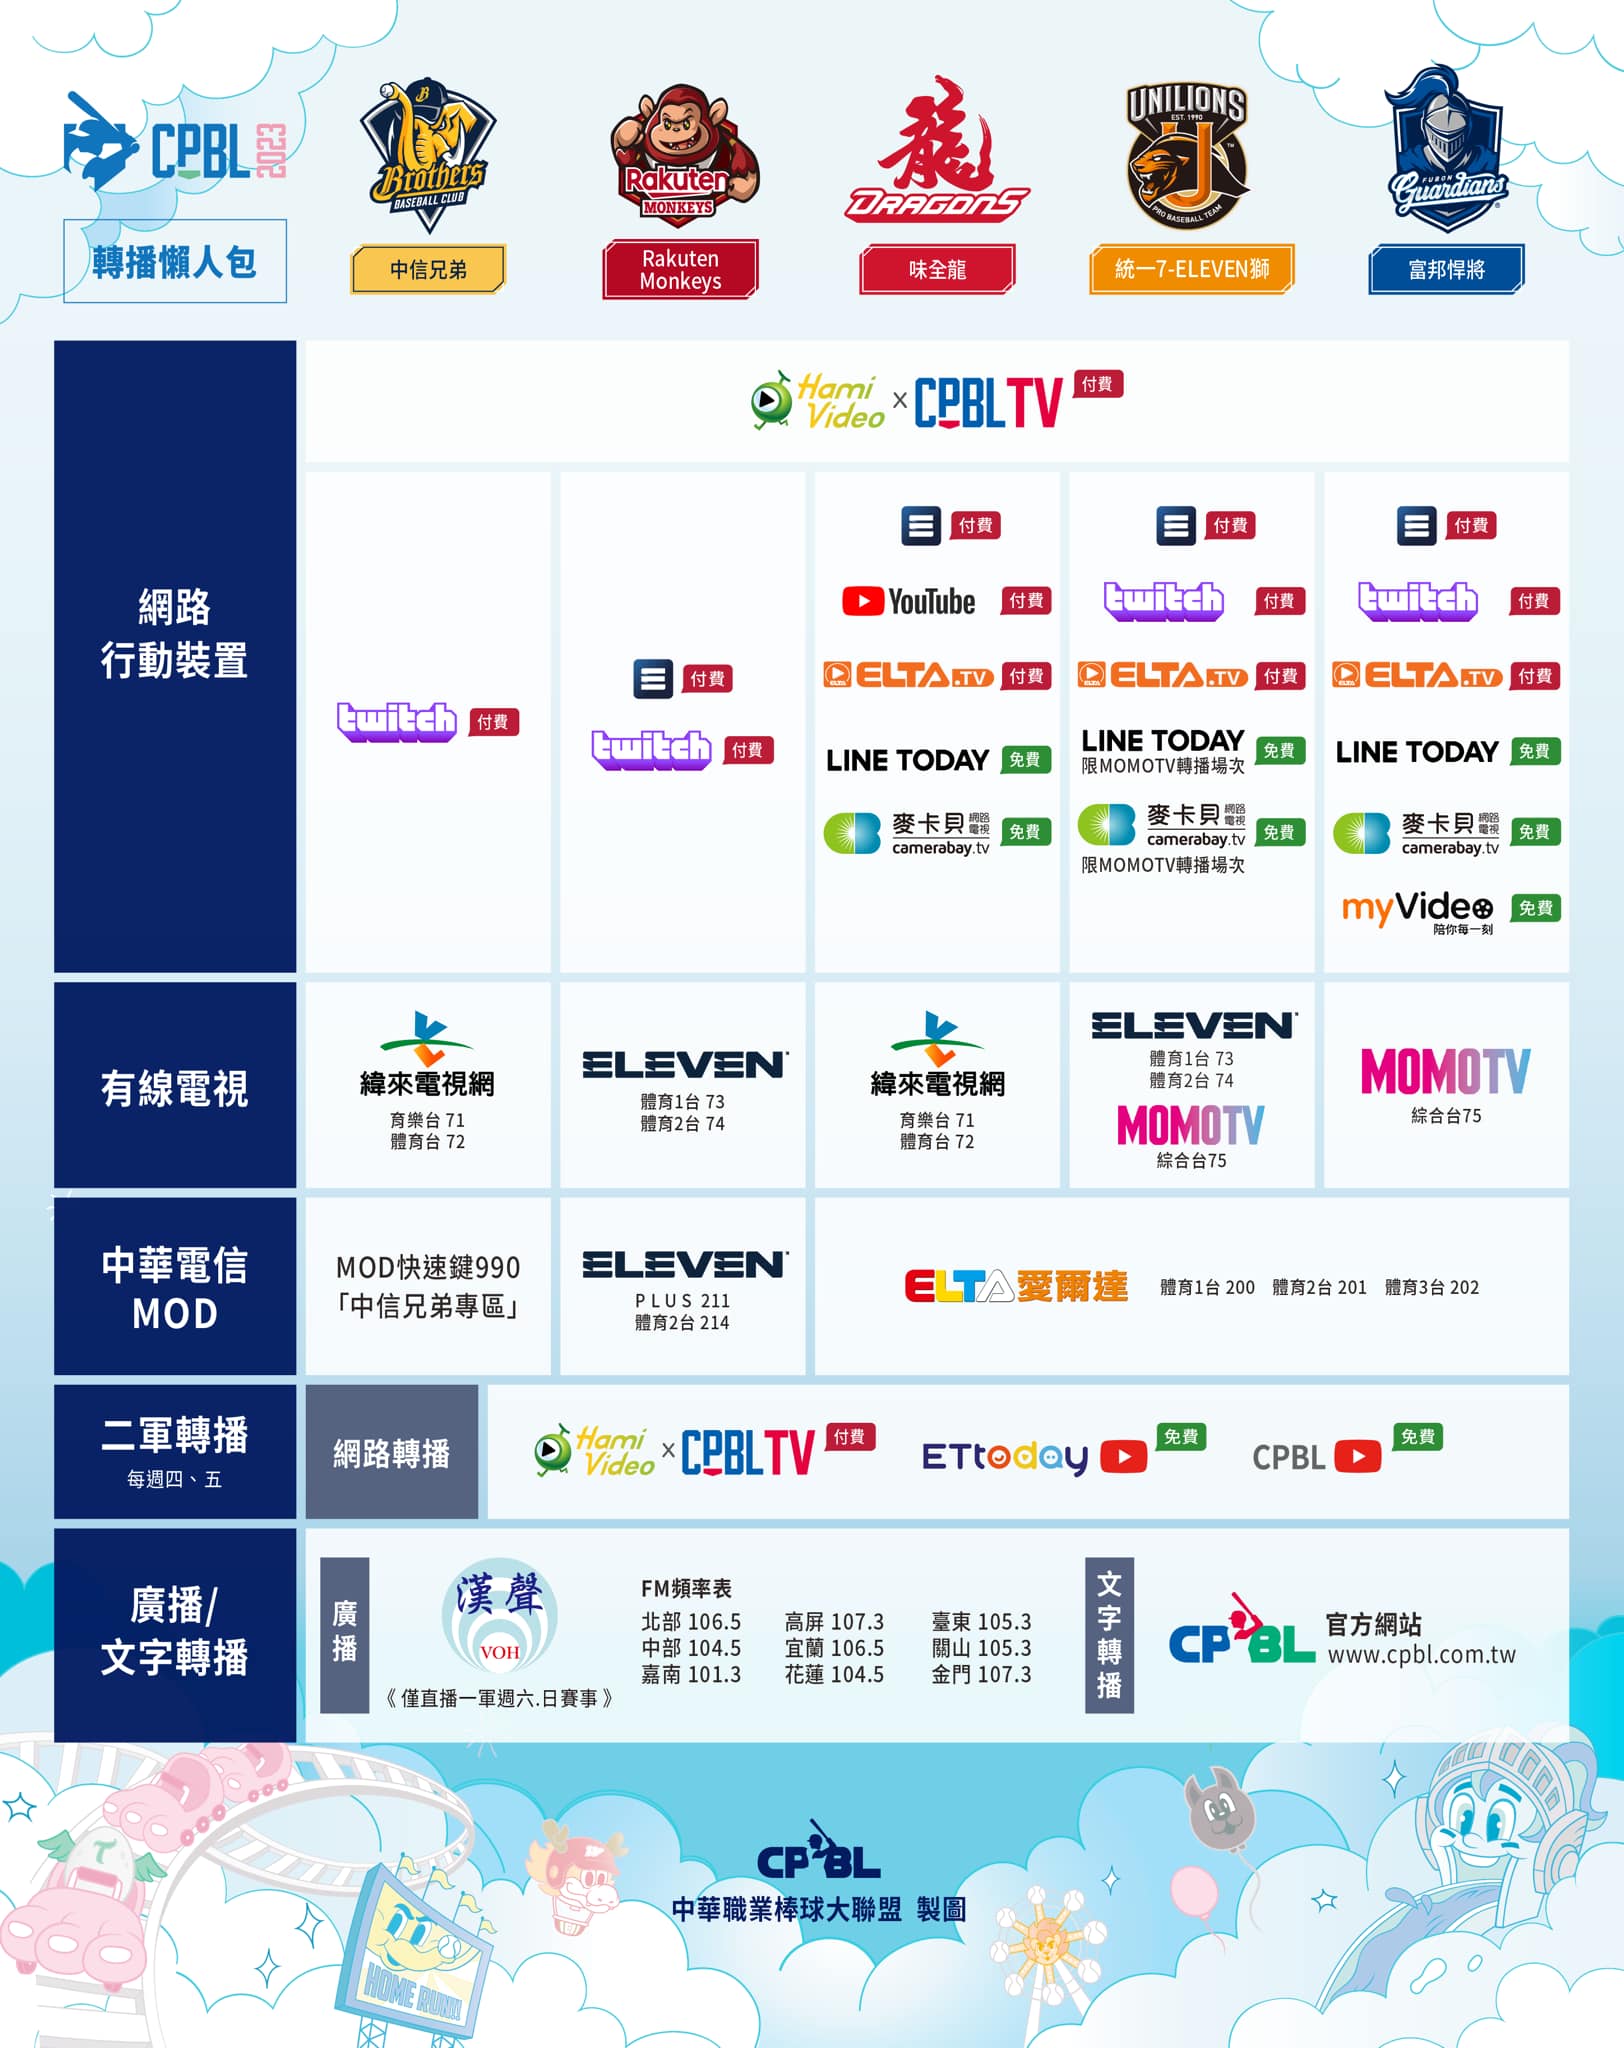 CPBL 2023
轉播懶人包
B
Brothers
BASEBALL CLUB
中信兄弟
Rakuten
MONKEYS
Rakuten
Monkeys
龍
DRAGONS
味全龍
UNILIONS
EST. 1990
U
TM
PRO BASEBALL TEAM
統一7-ELEVEN獅
FUBON
Guardians
富邦悍將
網路
行動裝置
Hami
Video
x
CPBLTV
付費
twitch 付費
付費
twitch 付費
付費
YouTube 付費
ELTA ELTA.TV 付費
LINE TODAY 免費
麥卡貝 網路電視
camerabay.tv
免費
付費
twitch 付費
ELTA ELTA.TV 付費
LINE TODAY 免費
限MOMOTV轉播場次
麥卡貝 網路電視
camerabay.tv
免費
限MOMOTV轉播場次
付費
twitch 付費
ELTA ELTA.TV 付費
LINE TODAY 免費
麥卡貝 網路電視
camerabay.tv
免費
myVideo 免費
陪你每一刻
有線電視
緯來電視網
育樂台 71
體育台 72
ELEVEN
體育1台 73
體育2台 74
緯來電視網
育樂台 71
體育台 72
ELEVEN
體育1台 73
體育2台 74
MOMOTV
綜合台75
MOMOTV
綜合台75
中華電信
MOD
MOD快速鍵990
「中信兄弟專區」
ELEVEN
PLUS 211
體育2台 214
ELTA愛爾達 體育1台 200 體育2台 201 體育3台 202
二軍轉播
每週四、五
網路轉播
Hami
Video
x
CPBLTV
付費
ETtoday 免費
CPBL 免費
廣播/
文字轉播
廣播
漢聲
VOH
《 僅直播一軍週六.日賽事 》
FM頻率表
北部 106.5 高屏 107.3 臺東 105.3
中部 104.5 宜蘭 106.5 關山 105.3
嘉南 101.3 花蓮 104.5 金門 107.3
文字轉播
CPBL
官方網站
www.cpbl.com.tw
T
HOME RUN!!
CPBL
中華職業棒球大聯盟 製圖